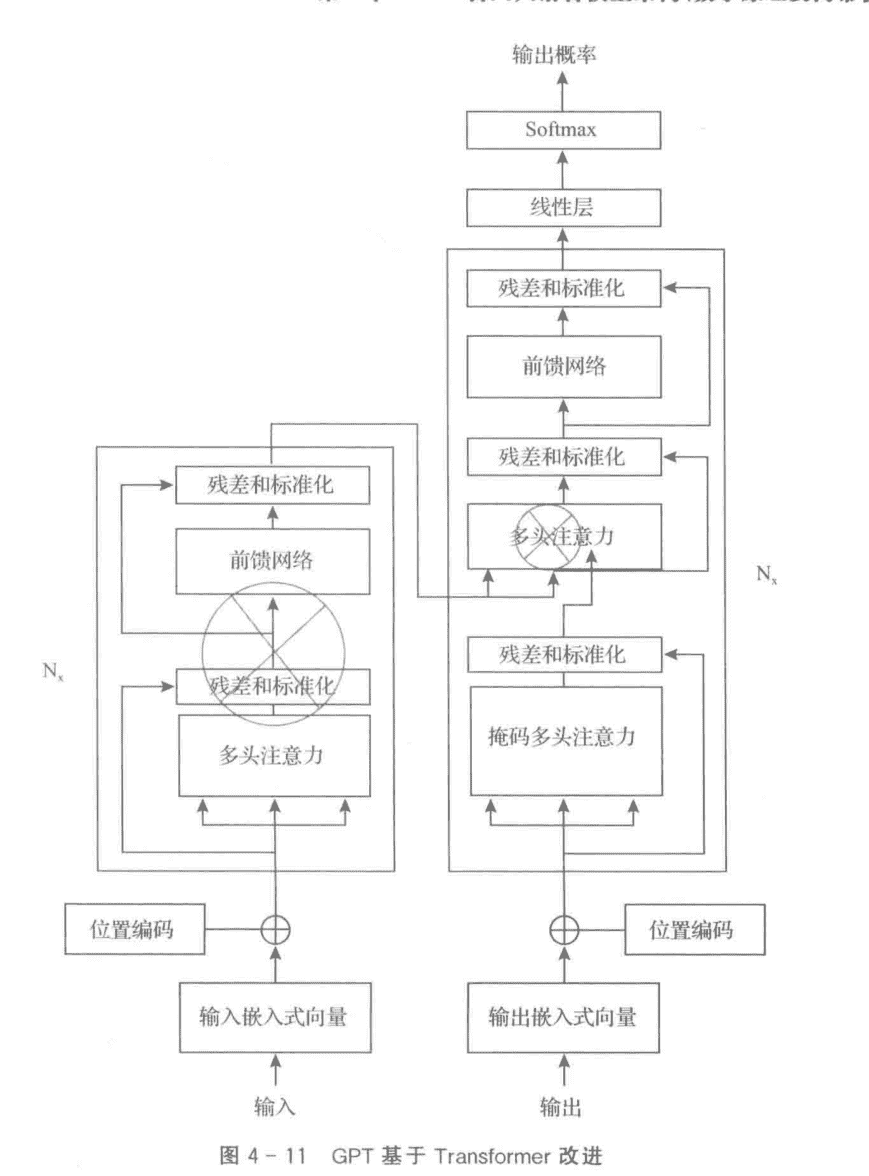 输出概率
Softmax
线性层
残差和标准化
前馈网络
残差和标准化
多头注意力
残差和标准化
掩码多头注意力
N₍ₓ₎
位置编码
输出嵌入式向量
输出
残差和标准化
前馈网络
残差和标准化
多头注意力
Nₓ
位置编码
输入嵌入式向量
输入
图 4-11 GPT 基于 Transformer 改进